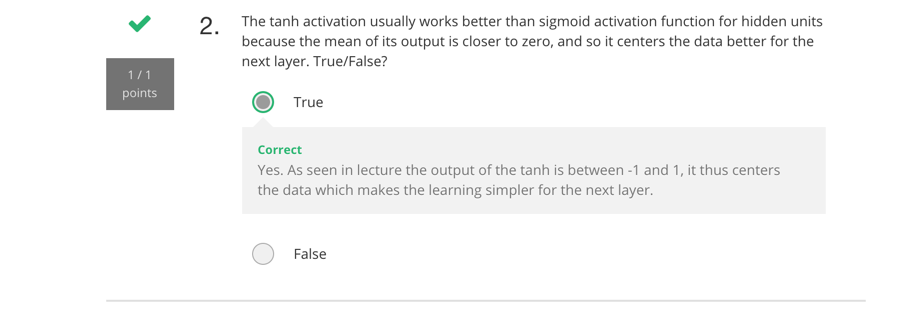 2. The tanh activation usually works better than sigmoid activation function for hidden units
because the mean of its output is closer to zero, and so it centers the data better for the
next layer. True/False?
1 / 1
points
True
Correct
Yes. As seen in lecture the output of the tanh is between -1 and 1, it thus centers
the data which makes the learning simpler for the next layer.
False